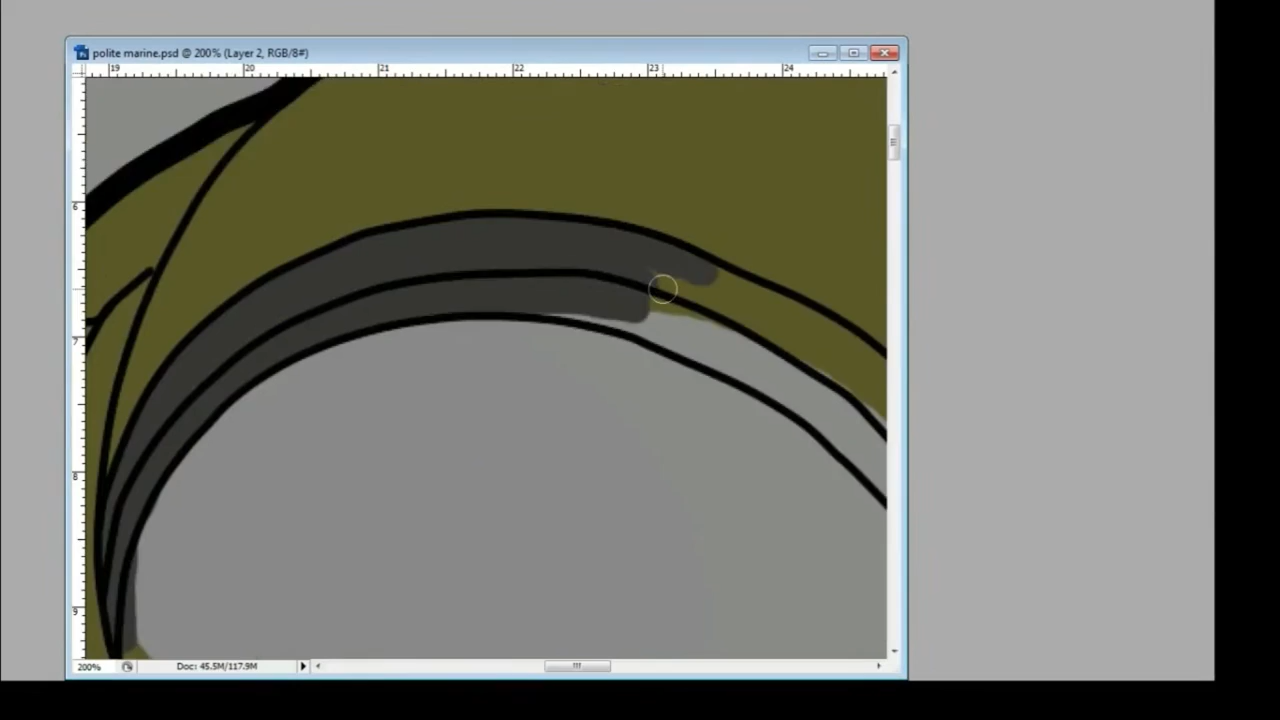 polite marine.psd @ 200% (Layer 2, RGB/8#)
19 20 21 22 23 24
6
7
8
9
200% Doc: 45.5M/117.9M